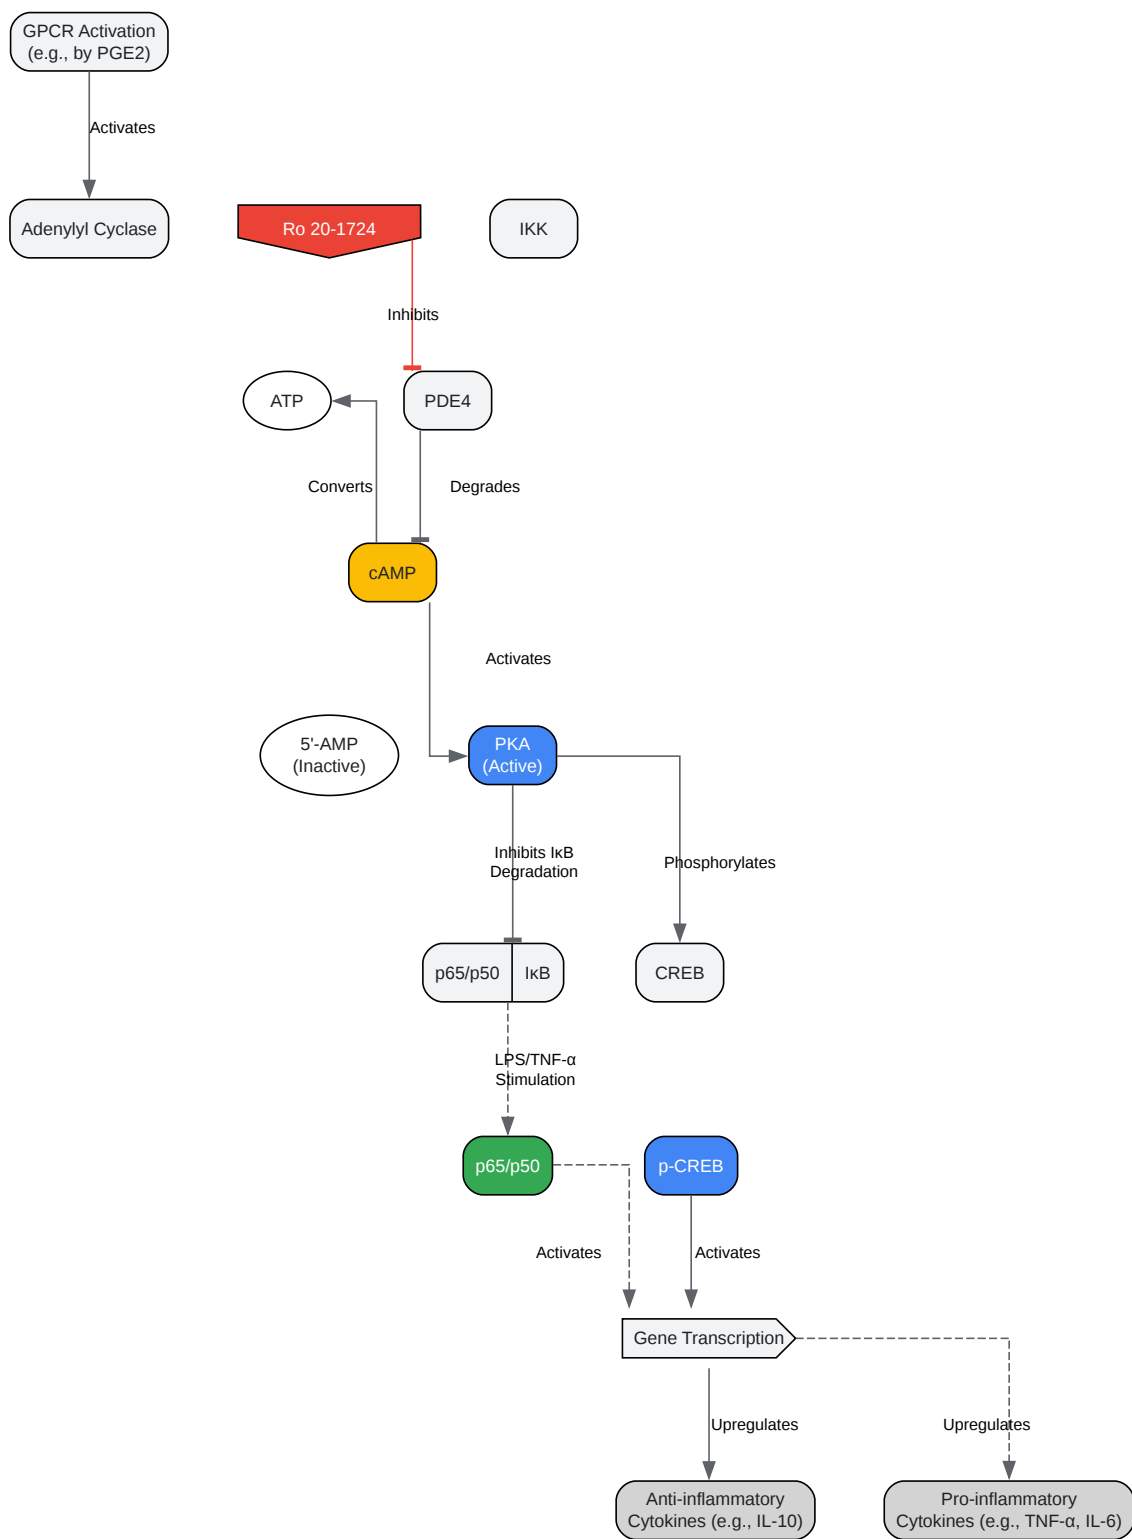 GPCR Activation
(e.g., by PGE2)
Activates
Adenylyl Cyclase
Ro 20-1724
IKK
Inhibits
ATP
PDE4
Converts
Degrades
cAMP
Activates
5'-AMP
(Inactive)
PKA
(Active)
Inhibits IκB
Degradation
Phosphorylates
p65/p50
IκB
CREB
LPS/TNF-α
Stimulation
p65/p50
p-CREB
Activates
Activates
Gene Transcription
Upregulates
Upregulates
Anti-inflammatory
Cytokines (e.g., IL-10)
Pro-inflammatory
Cytokines (e.g., TNF-α, IL-6)